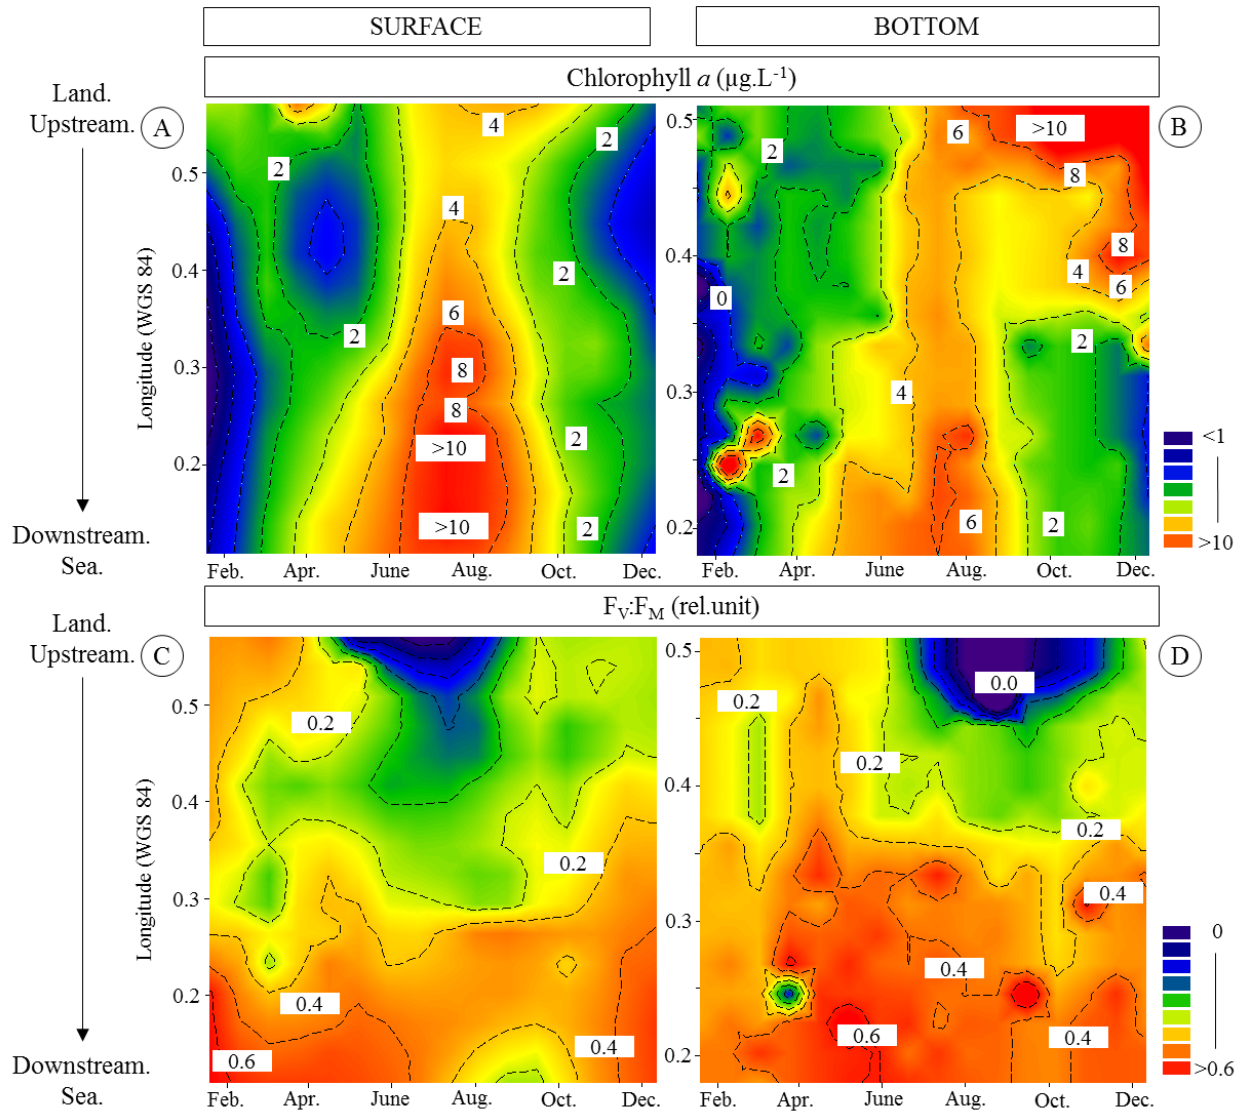 SURFACE
BOTTOM
Chlorophyll a (µg.L-1)
Land.
Upstream.
Downstream.
Sea.
A
Longitude (WGS 84)
0.5
0.4
0.3
0.2
4
2
2
4
2
6
2
8
8
>10
2
>10
2
Feb.
Apr.
June
Aug.
Oct.
Dec.
B
0.5
0.4
0.3
0.2
6
>10
2
8
8
4
6
0
2
4
2
6
2
Feb.
Apr.
June
Aug.
Oct.
Dec.
<1
>10
FV:FM (rel.unit)
Land.
Upstream.
Downstream.
Sea.
C
Longitude (WGS 84)
0.5
0.4
0.3
0.2
0.2
0.2
0.4
0.4
0.6
Feb.
Apr.
June
Aug.
Oct.
Dec.
D
0.5
0.4
0.3
0.2
0.0
0.2
0.2
0.2
0.4
0.4
0.6
0.4
Feb.
Apr.
June
Aug.
Oct.
Dec.
0
>0.6